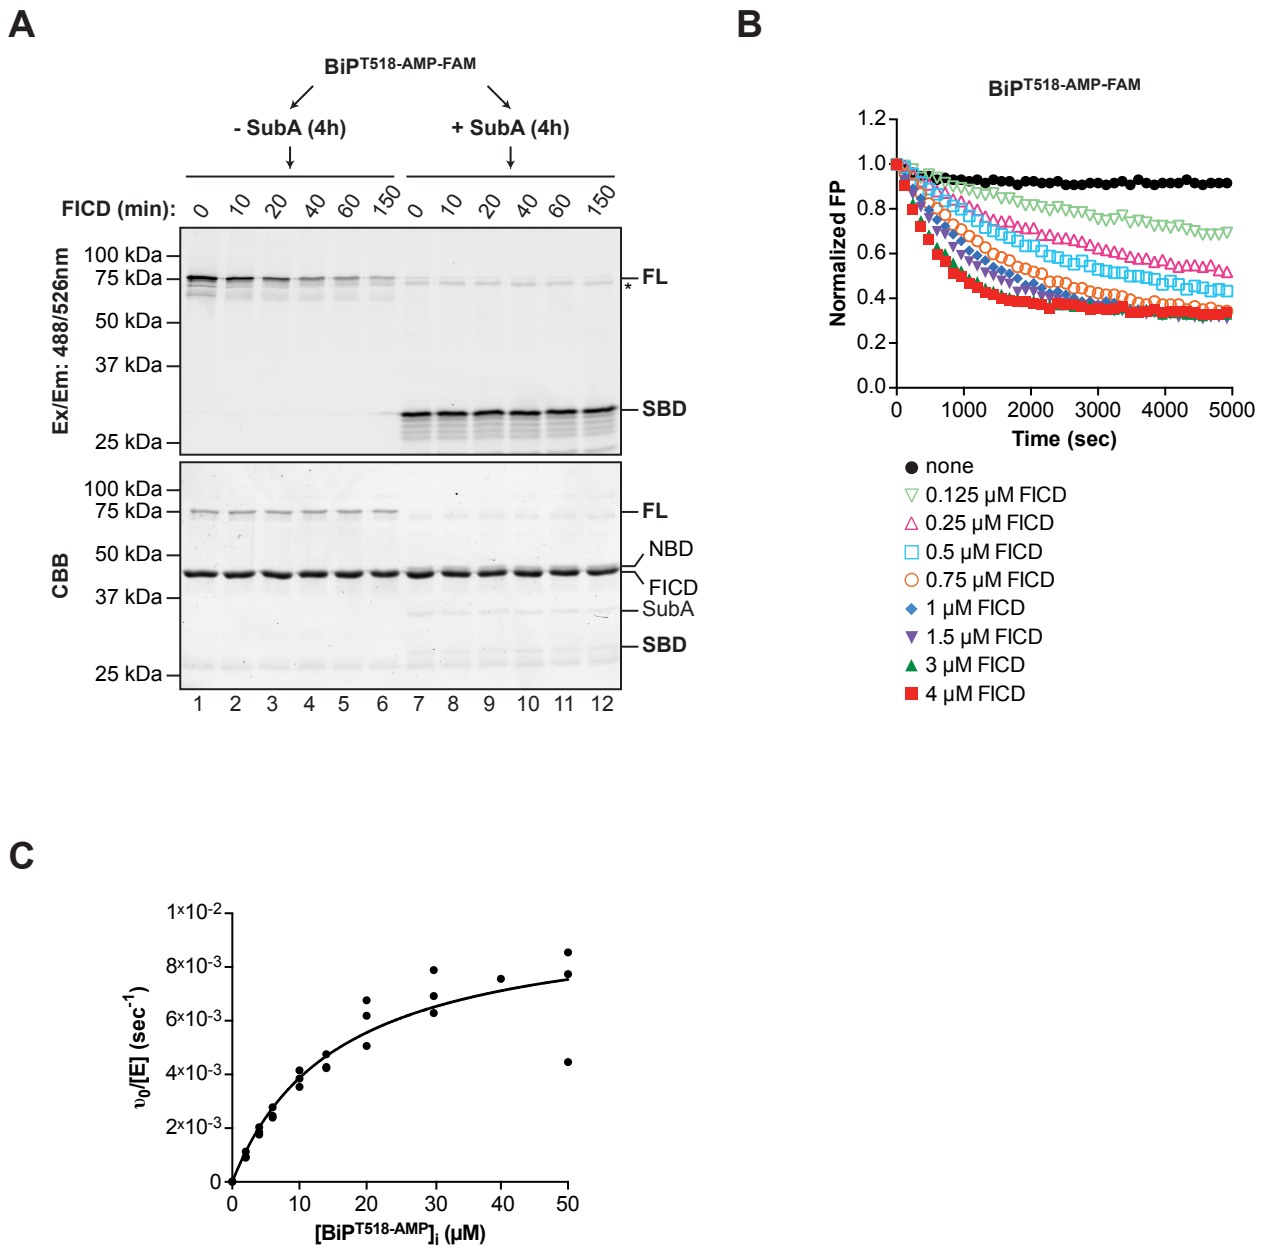 A
BiPT518-AMP-FAM
- SubA (4h)
+ SubA (4h)
FICD (min): 0 10 20 40 60 150 0 10 20 40 60 150
Ex/Em: 488/526nm
100 kDa
75 kDa
50 kDa
37 kDa
25 kDa
FL
*
SBD
CBB
100 kDa
75 kDa
50 kDa
37 kDa
25 kDa
FL
NBD
FICD
SubA
SBD
1 2 3 4 5 6 7 8 9 10 11 12
B
BiPT518-AMP-FAM
Normalized FP
1.2
1.0
0.8
0.6
0.4
0.2
0.0
0 1000 2000 3000 4000 5000
Time (sec)
none
0.125 µM FICD
0.25 µM FICD
0.5 µM FICD
0.75 µM FICD
1 µM FICD
1.5 µM FICD
3 µM FICD
4 µM FICD
C
υ0/[E] (sec-1)
1×10-2
8×10-3
6×10-3
4×10-3
2×10-3
0
0 10 20 30 40 50
[BiPT518-AMP]i (µM)